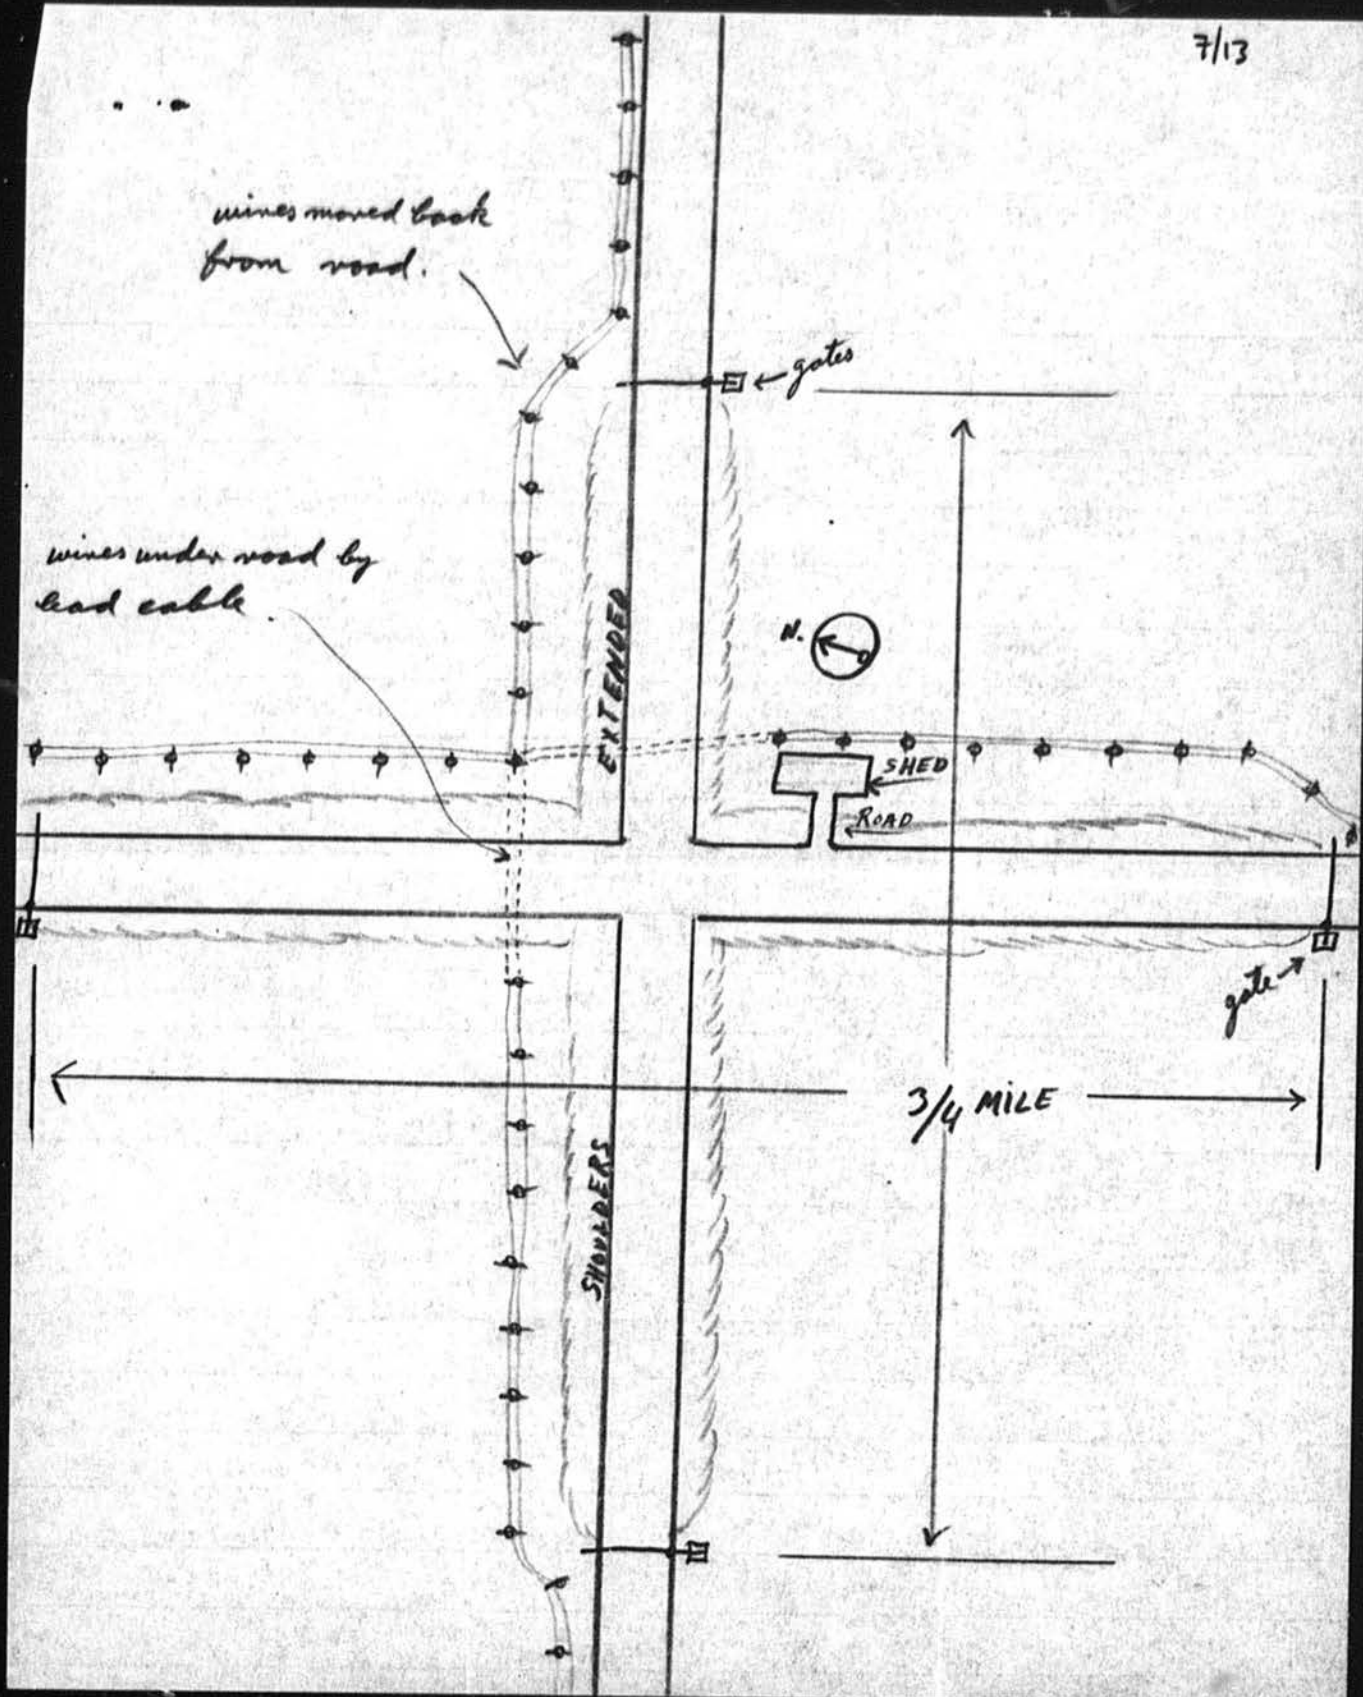 7/13
wires moved back
from road.
gates
wires under road by
lead cable.
EXTENDED
N.
SHED
ROAD
gate
3/4 MILE
SHOULDERS